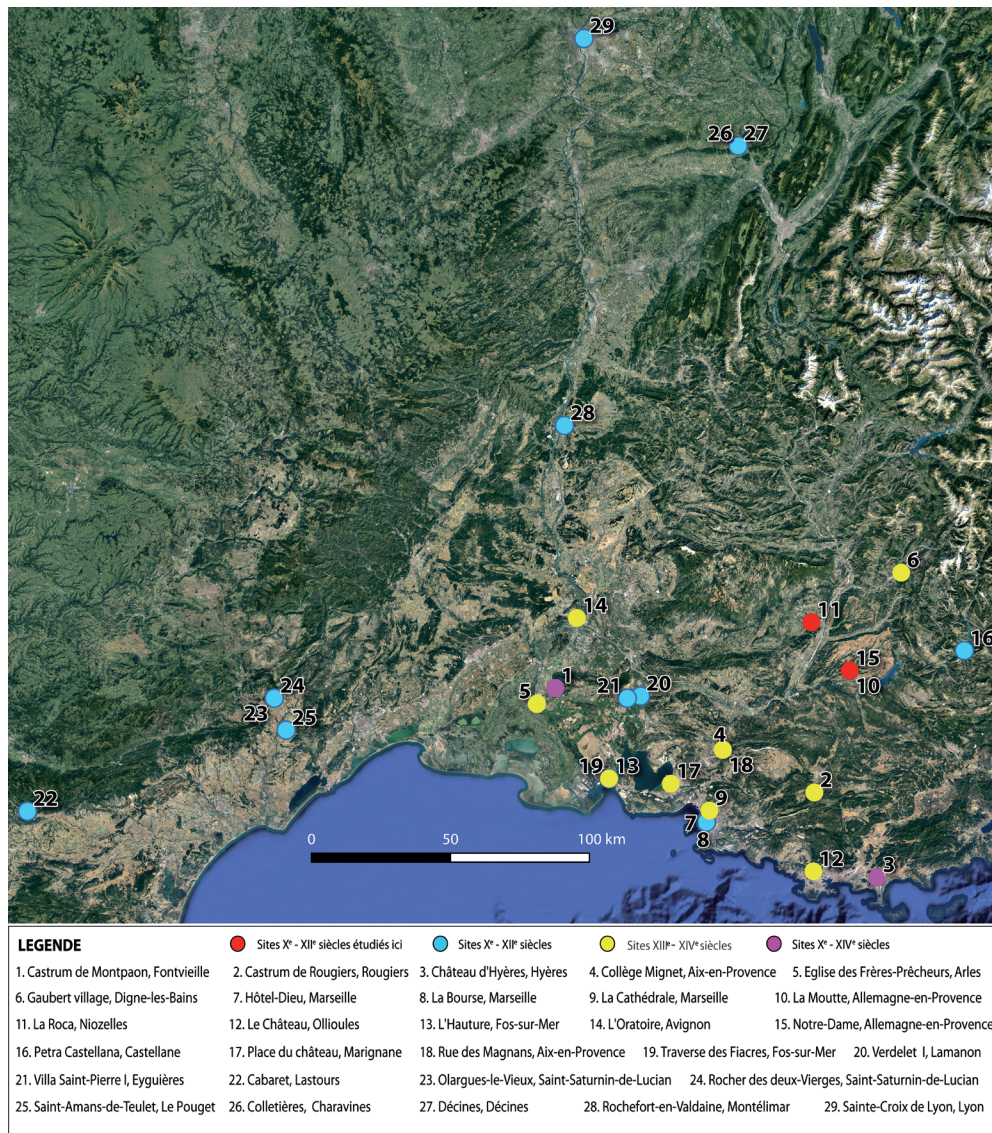 29
26 27
28
6
14
11
16
1
15
24
21 20
5
10
23
25
4
18
19 13
17
2
22
9
7
8
0 50 100 km
12
3
LEGENDE
Sites Xᵉ - XIIᵉ siècles étudiés ici Sites Xᵉ - XIIᵉ siècles Sites XIIIᵉ - XIVᵉ siècles Sites Xᵉ - XIVᵉ siècles
1. Castrum de Montpaon, Fontvieille 2. Castrum de Rougiers, Rougiers 3. Château d'Hyères, Hyères 4. Collège Mignet, Aix-en-Provence 5. Eglise des Frères-Prêcheurs, Arles
6. Gaubert village, Digne-les-Bains 7. Hôtel-Dieu, Marseille 8. La Bourse, Marseille 9. La Cathédrale, Marseille 10. La Moutte, Allemagne-en-Provence
11. La Roca, Niozelles 12. Le Château, Ollioules 13. L'Hauture, Fos-sur-Mer 14. L'Oratoire, Avignon 15. Notre-Dame, Allemagne-en-Provence
16. Petra Castellana, Castellane 17. Place du château, Marignane 18. Rue des Magnans, Aix-en-Provence 19. Traverse des Fiacres, Fos-sur-Mer 20. Verdelet I, Lamanon
21. Villa Saint-Pierre I, Eyguières 22. Cabaret, Lastours 23. Olargues-le-Vieux, Saint-Saturnin-de-Lucian 24. Rocher des deux-Vierges, Saint-Saturnin-de-Lucian
25. Saint-Amans-de-Teulet, Le Pouget 26. Colletières, Charavines 27. Décines, Décines 28. Rochefort-en-Valdaine, Montélimar 29. Sainte-Croix de Lyon, Lyon